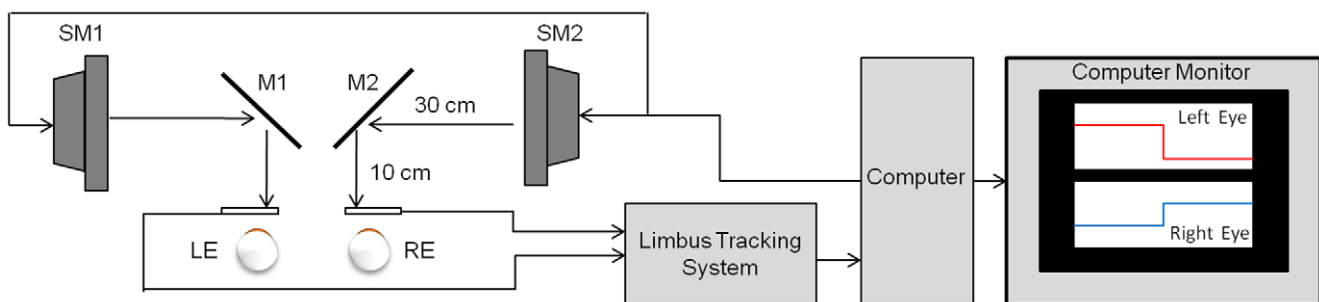 SM1
SM2
M1
M2
30 cm
10 cm
LE
RE
Limbus Tracking
System
Computer
Computer Monitor
Left Eye
Right Eye